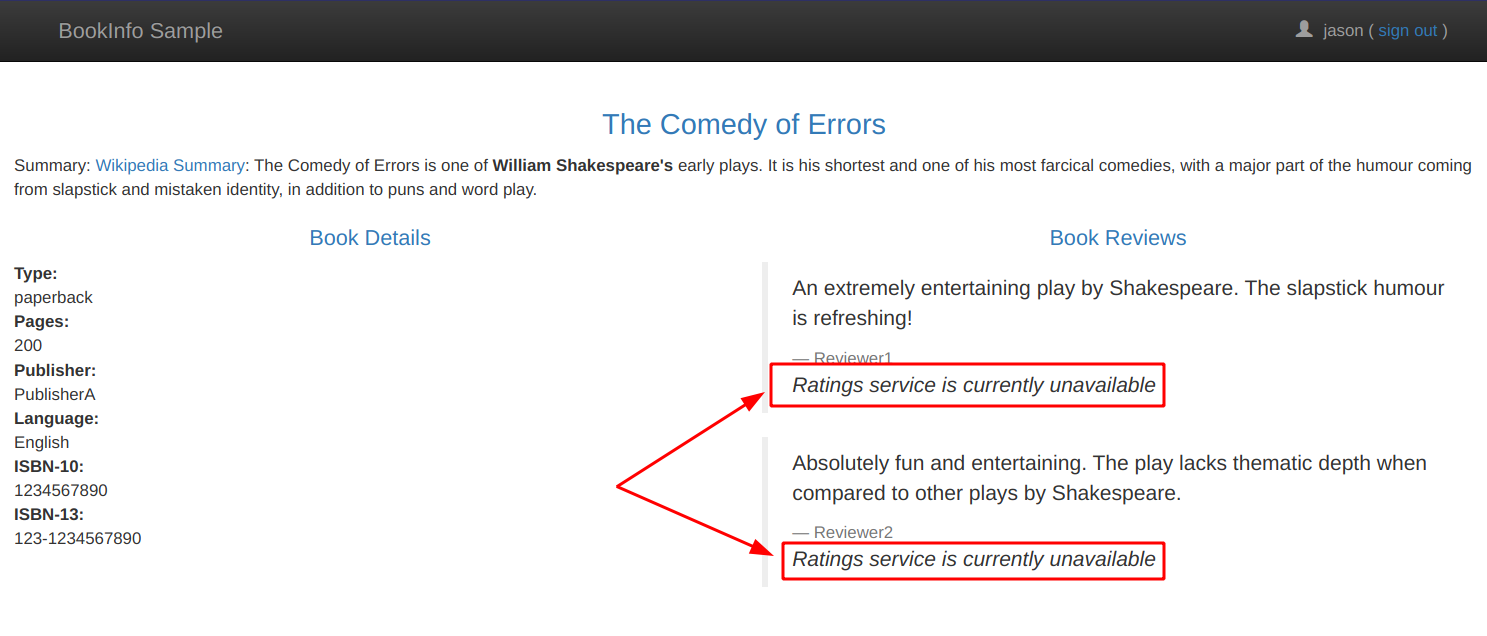 BookInfo Sample
jason ( sign out )
The Comedy of Errors
Summary: Wikipedia Summary: The Comedy of Errors is one of William Shakespeare's early plays. It is his shortest and one of his most farcical comedies, with a major part of the humour coming
from slapstick and mistaken identity, in addition to puns and word play.
Book Details
Type:
paperback
Pages:
200
Publisher:
PublisherA
Language:
English
ISBN-10:
1234567890
ISBN-13:
123-1234567890
Book Reviews
An extremely entertaining play by Shakespeare. The slapstick humour
is refreshing!
— Reviewer1
Ratings service is currently unavailable
Absolutely fun and entertaining. The play lacks thematic depth when
compared to other plays by Shakespeare.
— Reviewer2
Ratings service is currently unavailable